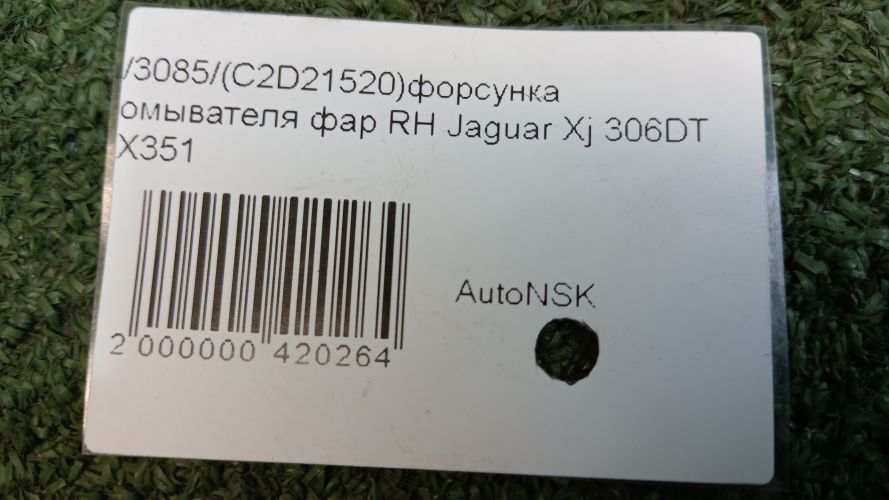 /3085/(C2D21520)форсунка
омывателя фар RH Jaguar Xj 306DT
X351
AutoNSK
2 000000 420264